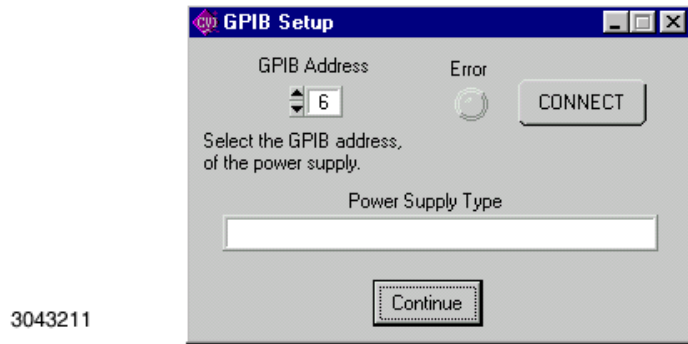 CVI GPIB Setup
GPIB Address
Error
6
CONNECT
Select the GPIB address,
of the power supply.
Power Supply Type
Continue
3043211